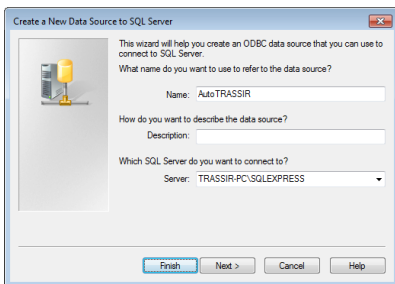 Create a New Data Source to SQL Server
This wizard will help you create an ODBC data source that you can use to
connect to SQL Server.
What name do you want to use to refer to the data source?
Name: AutoTRASSIR
How do you want to describe the data source?
Description:
Which SQL Server do you want to connect to?
Server: TRASSIR-PC\SQLEXPRESS
Finish Next > Cancel Help